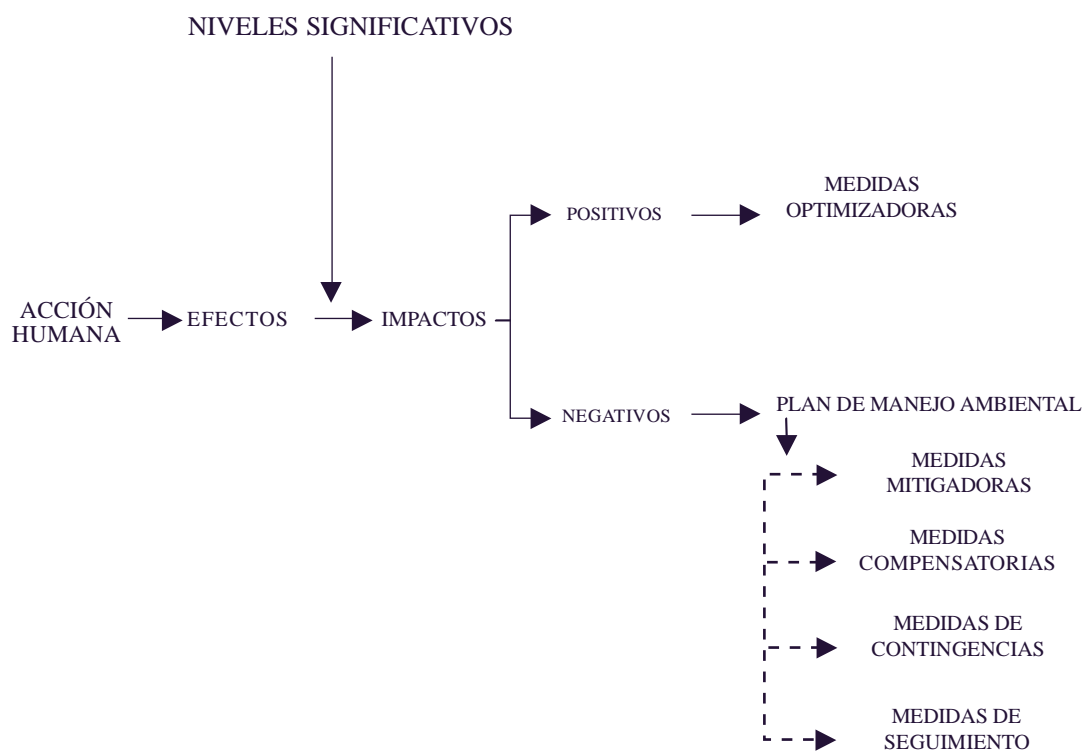 NIVELES SIGNIFICATIVOS
MEDIDAS
OPTIMIZADORAS
POSITIVOS
ACCIÓN
HUMANA
EFECTOS
IMPACTOS
NEGATIVOS
PLAN DE MANEJO AMBIENTAL
MEDIDAS
MITIGADORAS
MEDIDAS
COMPENSATORIAS
MEDIDAS DE
CONTINGENCIAS
MEDIDAS DE
SEGUIMIENTO